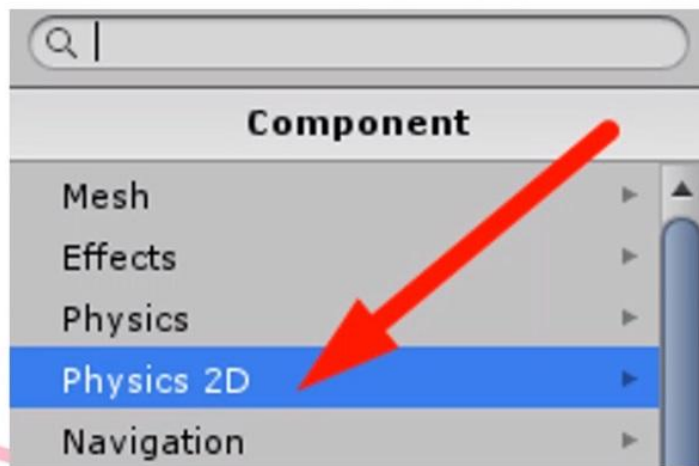 Component
Mesh
Effects
Physics
Physics 2D
Navigation